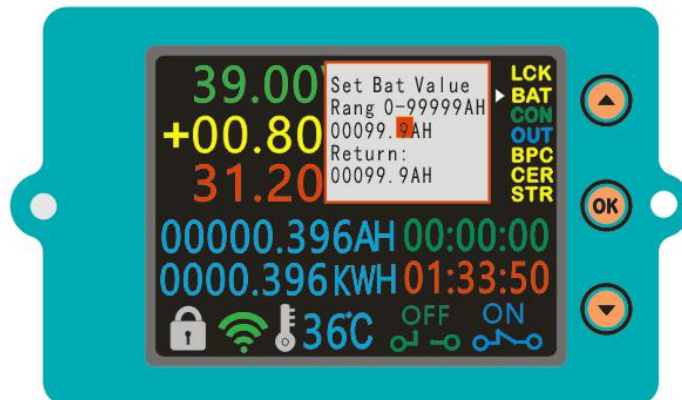 39.00
+00.80
31.20
Set Bat Value
Rang 0-99999AH
00099.9AH
Return:
00099.9AH
LCK
BAT
CON
OUT
BPC
CER
STR
00000.396AH 00:00:00
0000.396KWH 01:33:50
36℃
OFF
ON
OK